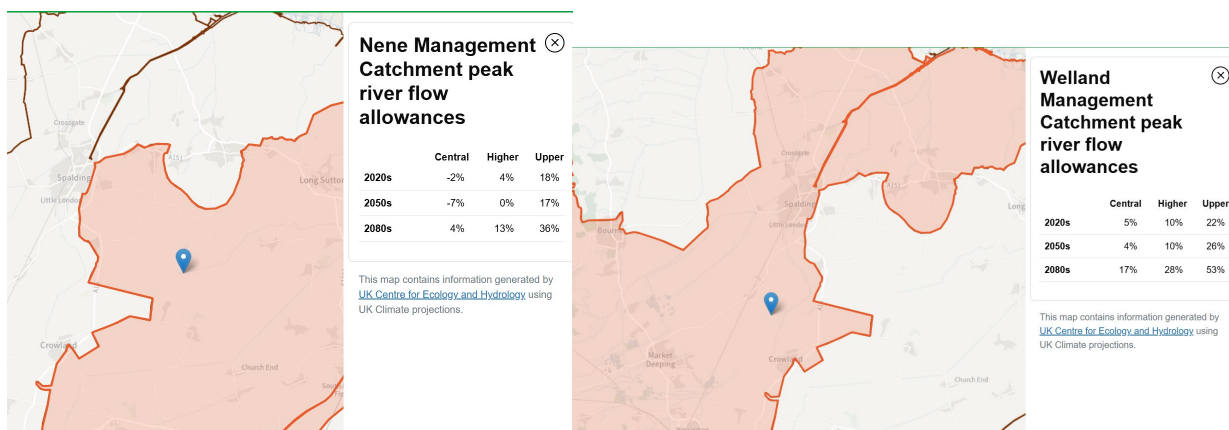 Nene Management
Catchment peak
river flow
allowances
Central Higher Upper
2020s -2% 4% 18%
2050s -7% 0% 17%
2080s 4% 13% 36%
This map contains information generated by
UK Centre for Ecology and Hydrology using
UK Climate projections.
Crossgate
Spalding
Little London
A151
Long Sutton
Crowland
Church End
Welland
Management
Catchment peak
river flow
allowances
Central Higher Upper
2020s 5% 10% 22%
2050s 4% 10% 26%
2080s 17% 28% 53%
This map contains information generated by
UK Centre for Ecology and Hydrology using
UK Climate projections.
Crossgate
Spalding
Little London
A151
Long
Bourn
Market
Deeping
Crowland
Church End